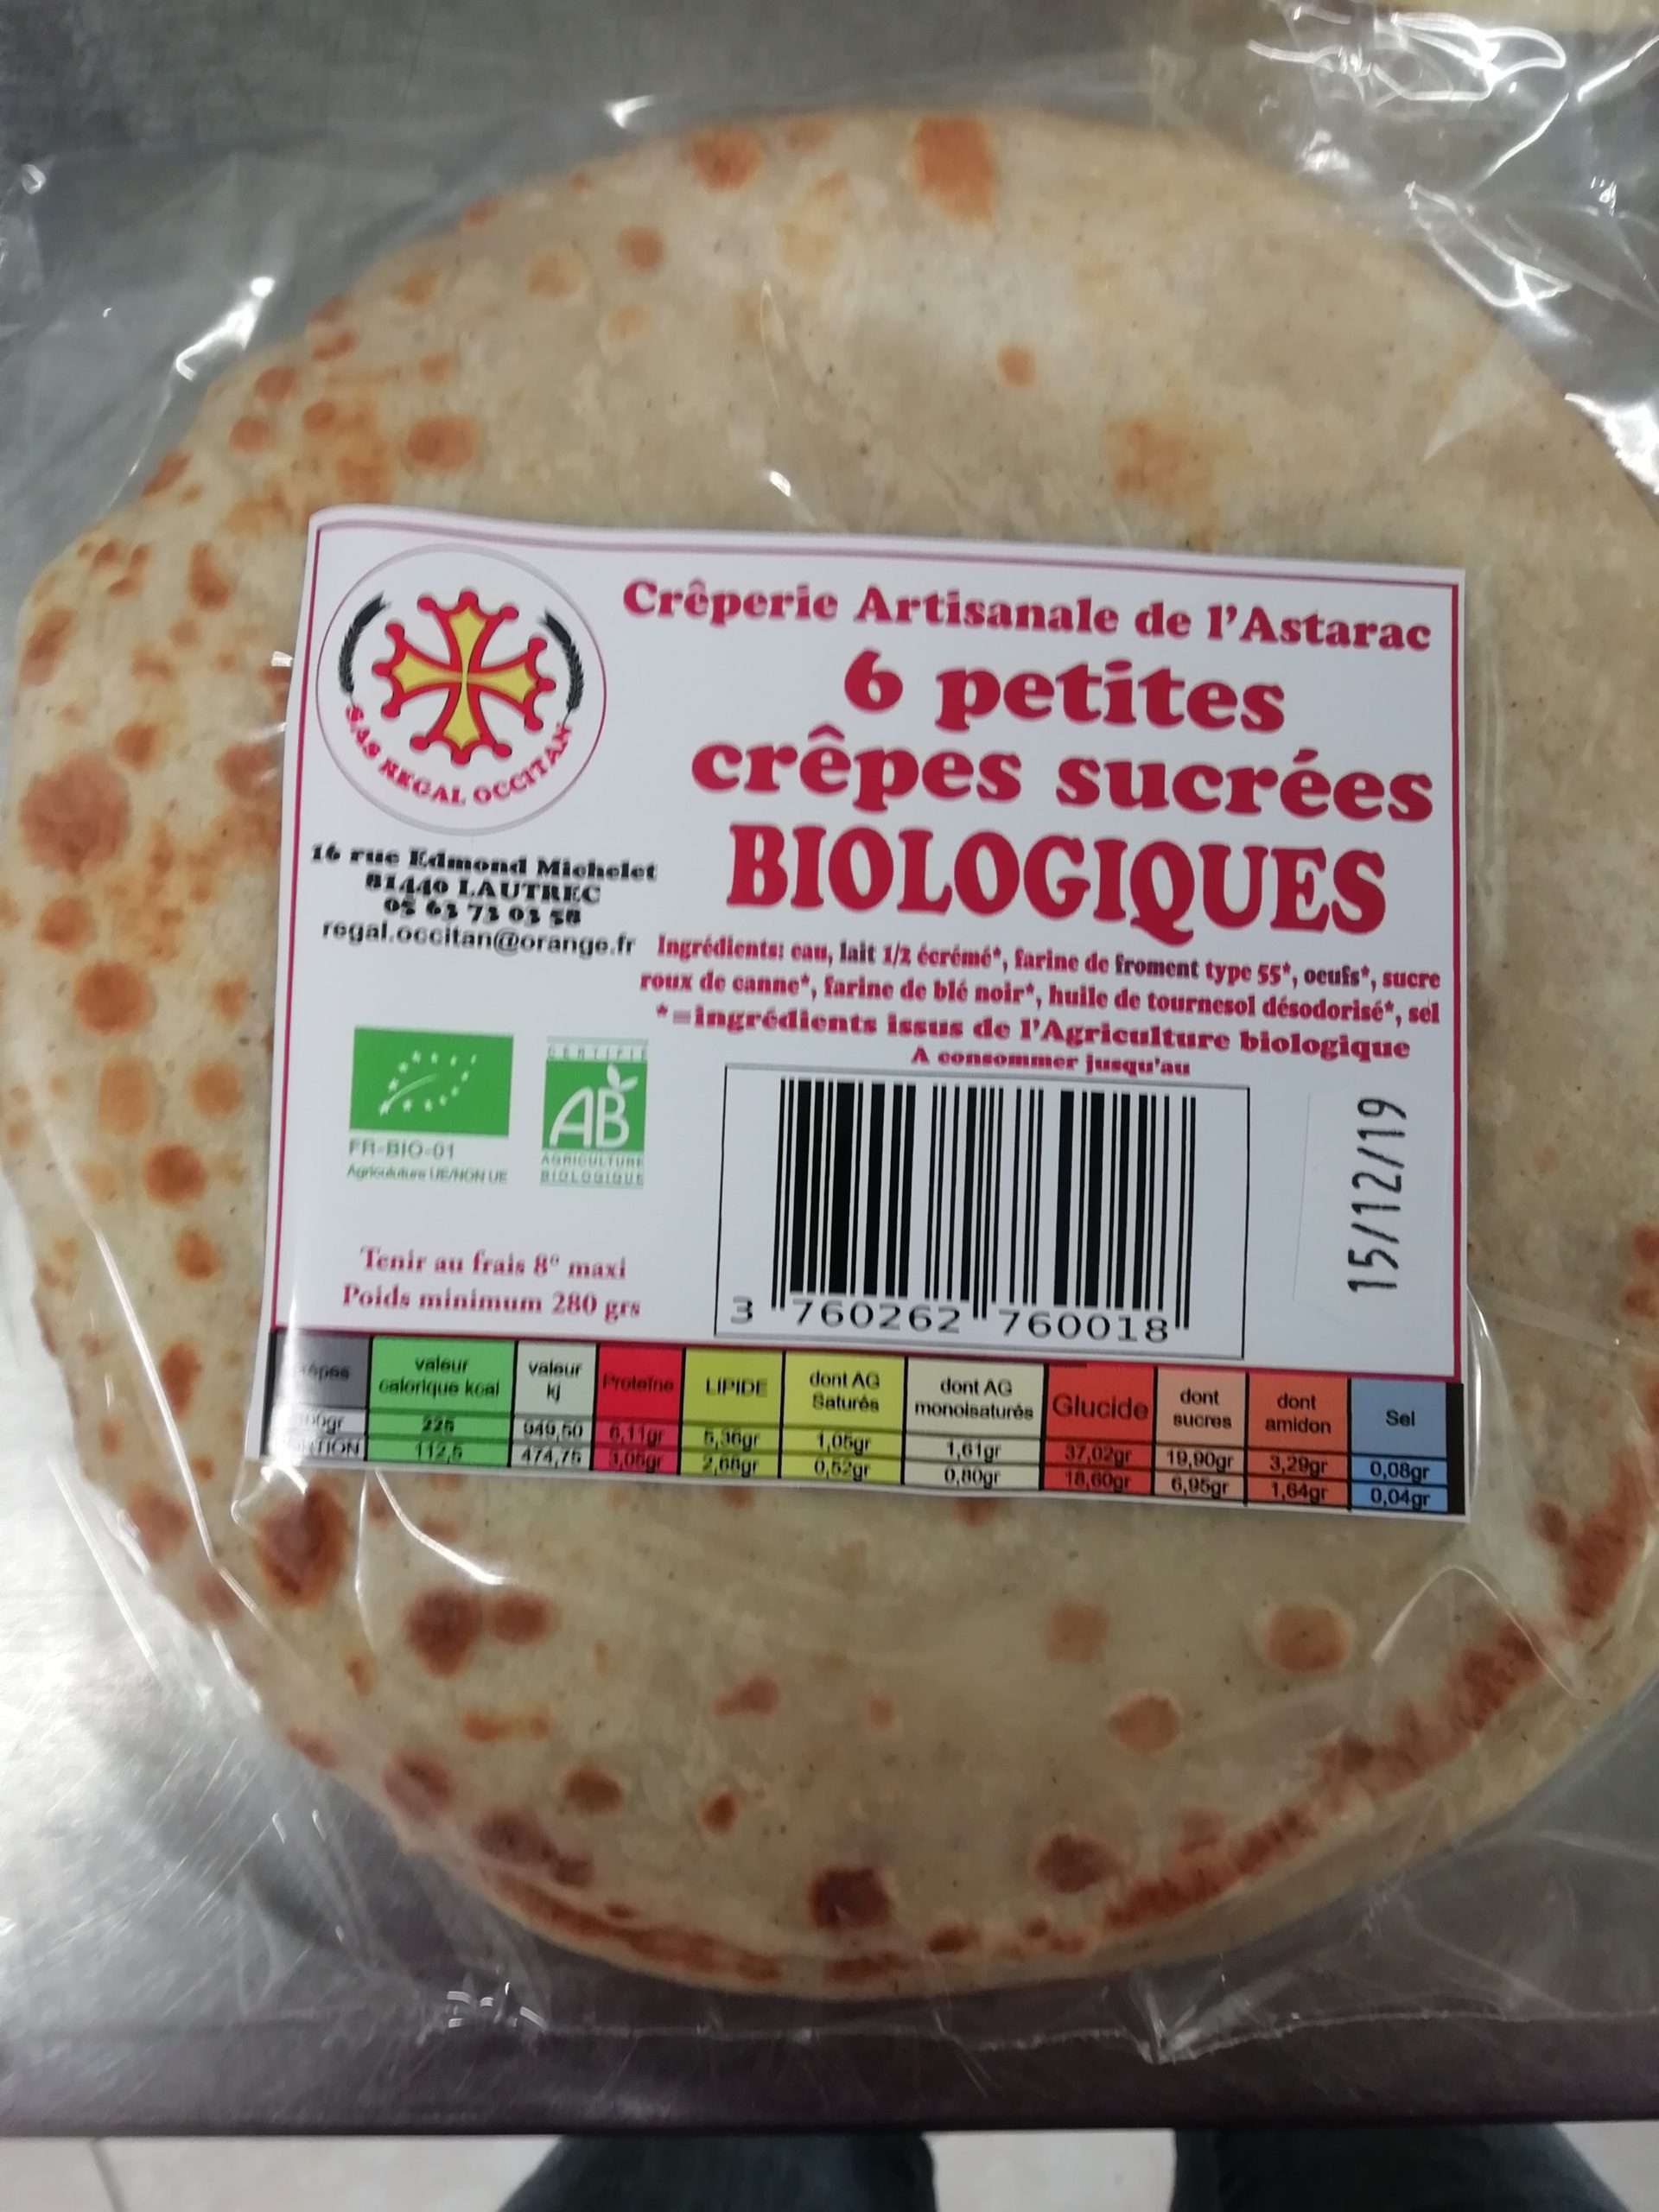 Crêperie Artisanale de l'Astarac
6 petites
crêpes sucrées
BIOLOGIQUES
SAS REGAL OCCITAN
16 rue Edmond Michelet
81440 LAUTREC
05 63 73 03 58
regal.occitan@orange.fr
Ingrédients: eau, lait 1/2 écrémé*, farine de froment type 55*, oeufs*, sucre
roux de canne*, farine de blé noir*, huile de tournesol désodorisé*, sel
*=ingrédients issus de l'Agriculture biologique
A consommer jusqu'au
15/12/19
CERTIFIÉ
AB
AGRICULTURE
BIOLOGIQUE
FR-BIO-01
UE/NON UE
Tenir au frais 8° maxi
Poids minimum 280 grs
3 760262 760018
valeur calorique kcal valeur kj Proteïne LIPIDE dont AG Saturés dont AG monoisaturés Glucide dont sucres dont amidon Sel
225 949,50 6,11gr 5,36gr 1,05gr 1,61gr 37,02gr 19,90gr 3,29gr 0,08gr
112,5 474,75 3,05gr 2,68gr 0,52gr 0,80gr 18,60gr 6,95gr 1,64gr 0,04gr